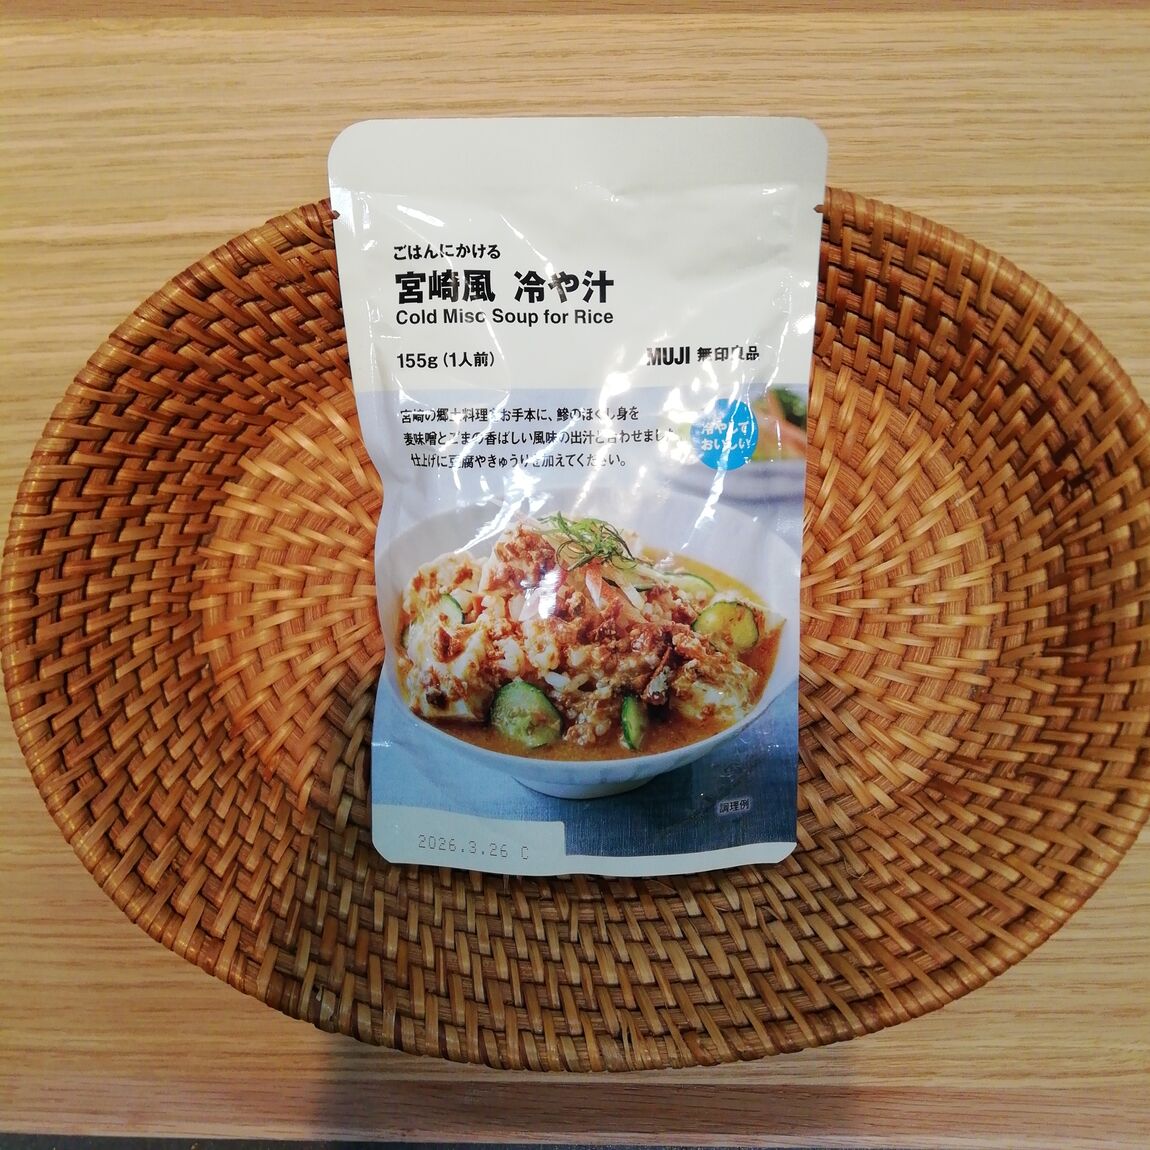 ごはんにかける
宮崎風 冷や汁
Cold Miso Soup for Rice
155g (1人前)
MUJI 無印良品
宮崎の郷土料理をお手本に、鯵のほぐし身を
麦味噌とごまの香ばしい風味の出汁と合わせました。
仕上げに豆腐やきゅうりを加えてください。
冷やして
おいしい
調理例
2026.3.26 C